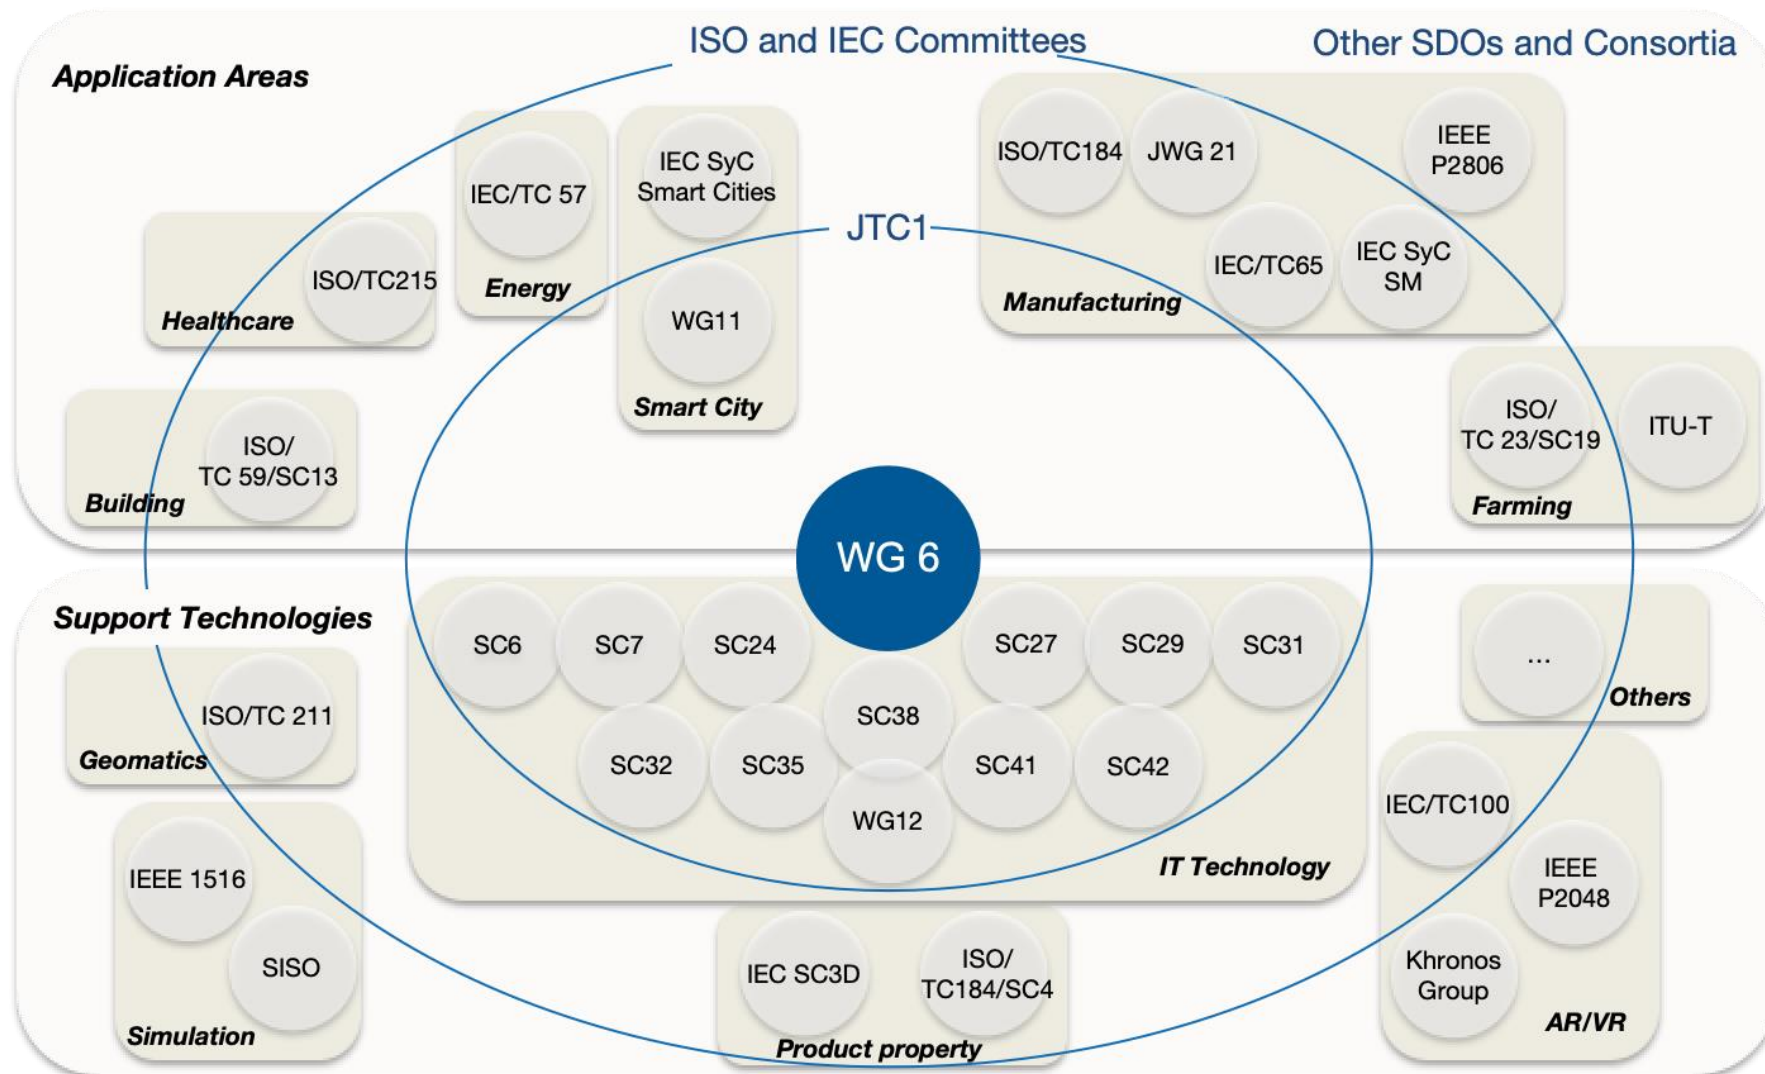 ISO and IEC Committees
Other SDOs and Consortia
Application Areas
JTC1
IEC/TC 57
Energy
IEC SyC
Smart Cities
WG11
Smart City
ISO/TC184
JWG 21
IEEE
P2806
IEC/TC65
IEC SyC
SM
Manufacturing
ISO/TC215
Healthcare
ISO/
TC 59/SC13
Building
ISO/
TC 23/SC19
ITU-T
Farming
WG 6
Support Technologies
SC6
SC7
SC24
SC27
SC29
SC31
SC38
SC32
SC35
SC41
SC42
WG12
IT Technology
...
Others
ISO/TC 211
Geomatics
IEEE 1516
SISO
Simulation
IEC SC3D
ISO/
TC184/SC4
Product property
IEC/TC100
IEEE
P2048
Khronos
Group
AR/VR